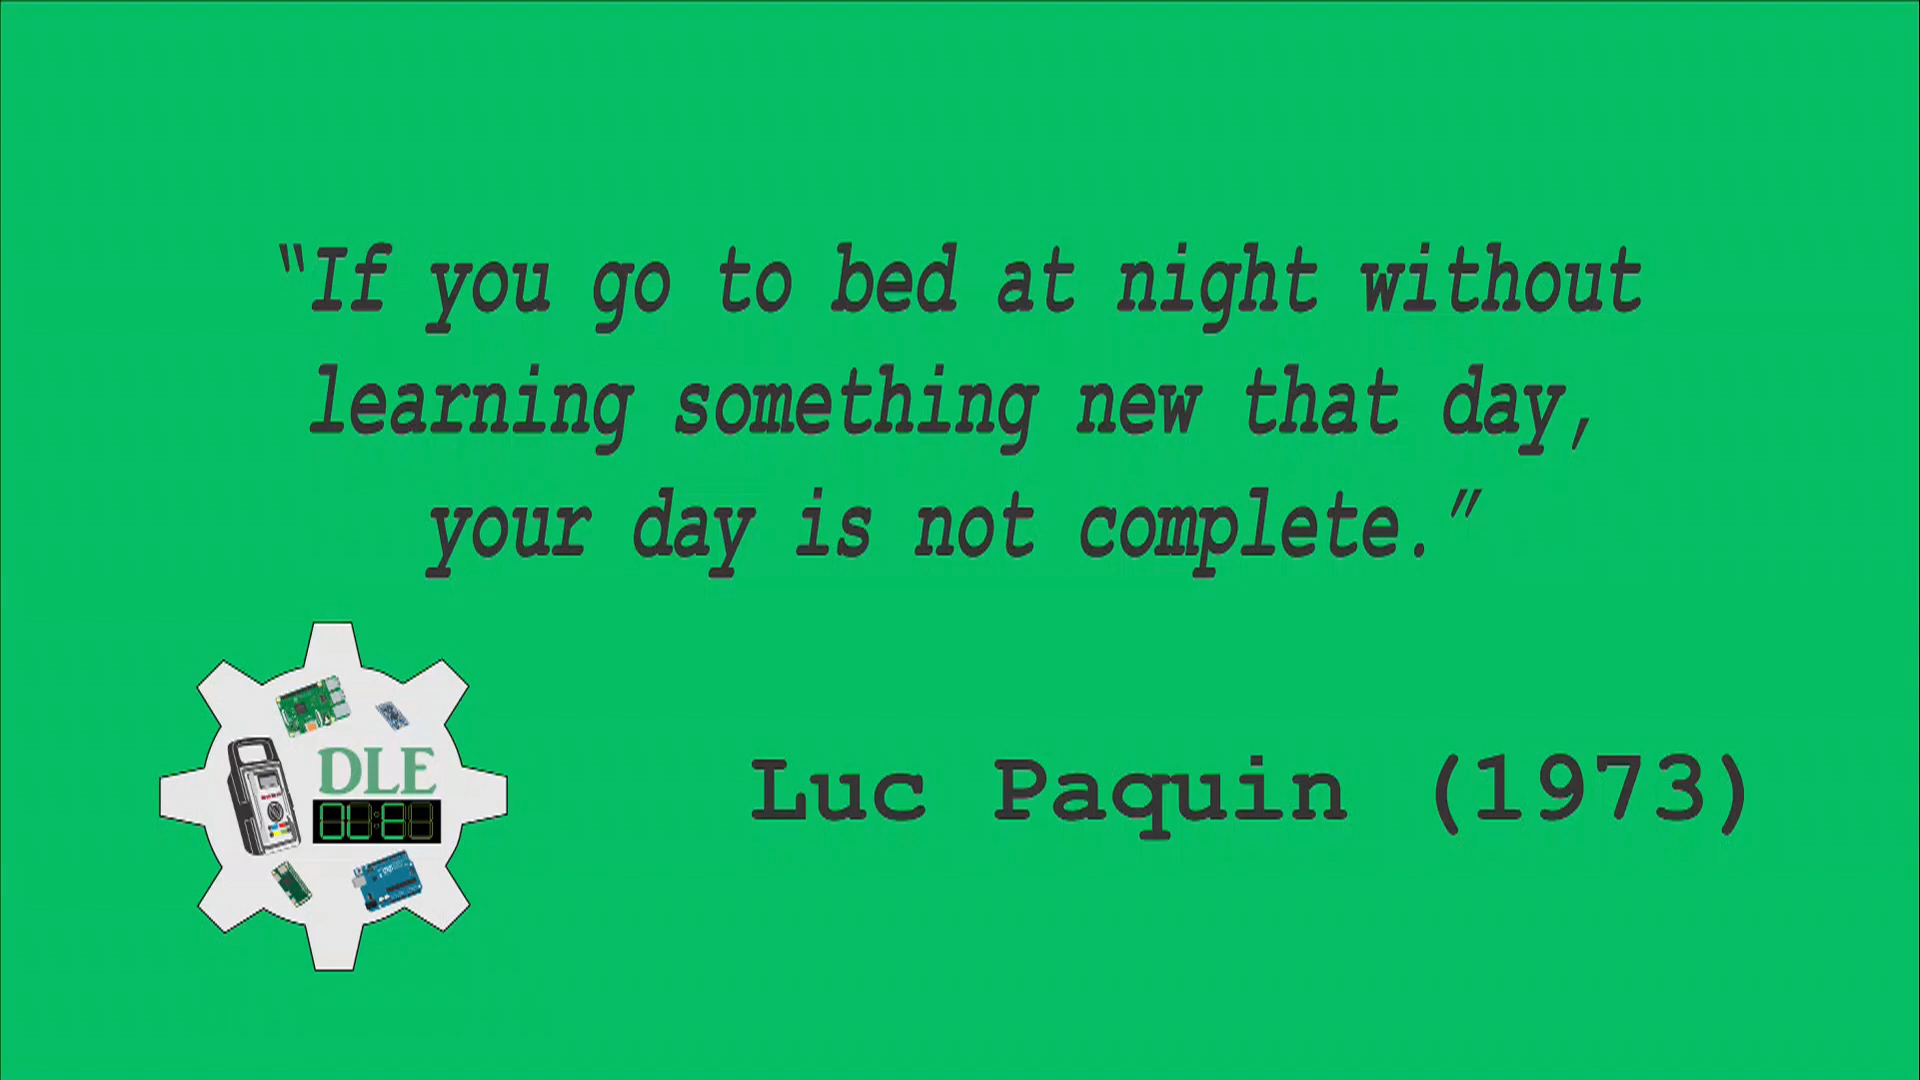 “If you go to bed at night without
learning something new that day,
your day is not complete.”
DLE
Luc Paquin (1973)